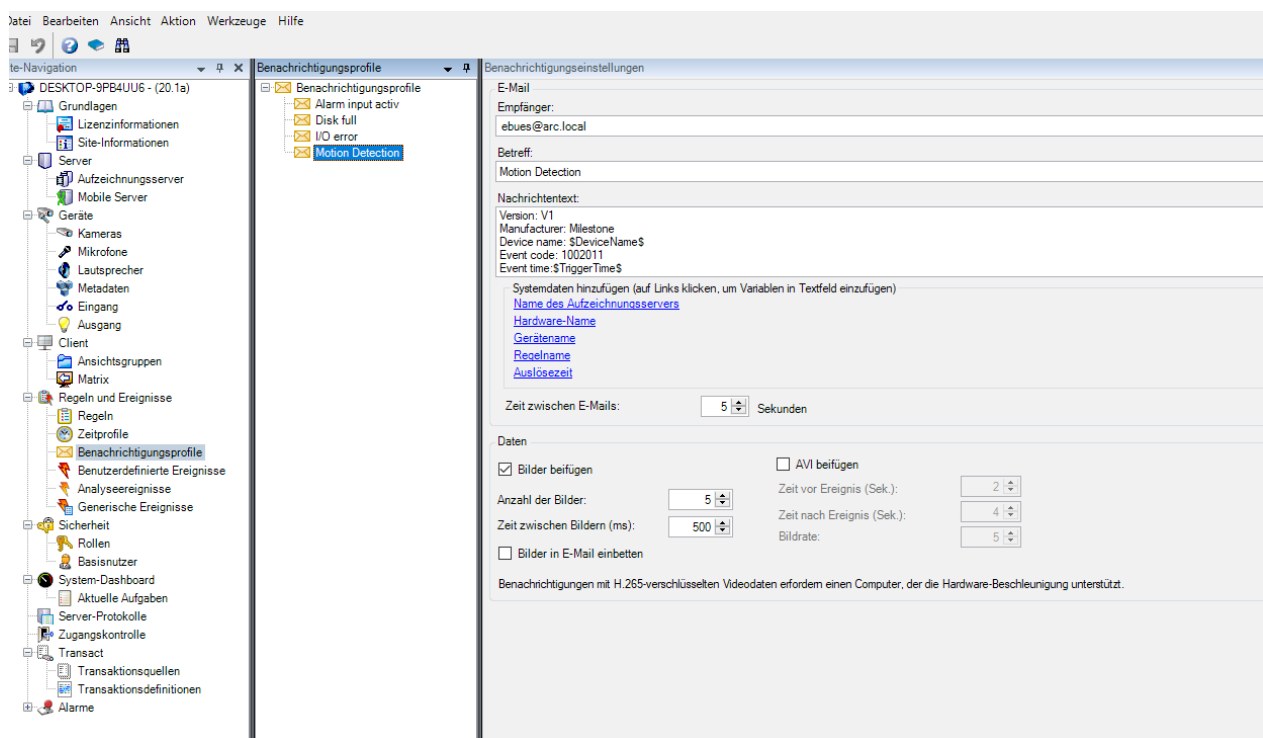 Datei Bearbeiten Ansicht Aktion Werkzeuge Hilfe
te-Navigation
DESKTOP-9PB4UU6 - (20.1a)
Grundlagen
Lizenzinformationen
Site-Informationen
Server
Aufzeichnungsserver
Mobile Server
Geräte
Kameras
Mikrofone
Lautsprecher
Metadaten
Eingang
Ausgang
Client
Ansichtsgruppen
Matrix
Regeln und Ereignisse
Regeln
Zeitprofile
Benachrichtigungsprofile
Benutzerdefinierte Ereignisse
Analyseereignisse
Generische Ereignisse
Sicherheit
Rollen
Basisnutzer
System-Dashboard
Aktuelle Aufgaben
Server-Protokolle
Zugangskontrolle
Transact
Transaktionsquellen
Transaktionsdefinitionen
Alarme
Benachrichtigungsprofile
Benachrichtigungsprofile
Alarm input activ
Disk full
I/O error
Motion Detection
Benachrichtigungseinstellungen
E-Mail
Empfänger:
ebues@arc.local
Betreff:
Motion Detection
Nachrichtentext:
Version: V1
Manufacturer: Milestone
Device name: $DeviceName$
Event code: 1002011
Event time:$TriggerTime$
Systemdaten hinzufügen (auf Links klicken, um Variablen in Textfeld einzufügen)
Name des Aufzeichnungsservers
Hardware-Name
Gerätename
Regelname
Auslösezeit
Zeit zwischen E-Mails: 5 Sekunden
Daten
Bilder beifügen
Anzahl der Bilder: 5
Zeit zwischen Bildern (ms): 500
Bilder in E-Mail einbetten
AVI beifügen
Zeit vor Ereignis (Sek.): 2
Zeit nach Ereignis (Sek.): 4
Bildrate: 5
Benachrichtigungen mit H.265-verschlüsselten Videodaten erfordern einen Computer, der die Hardware-Beschleunigung unterstützt.